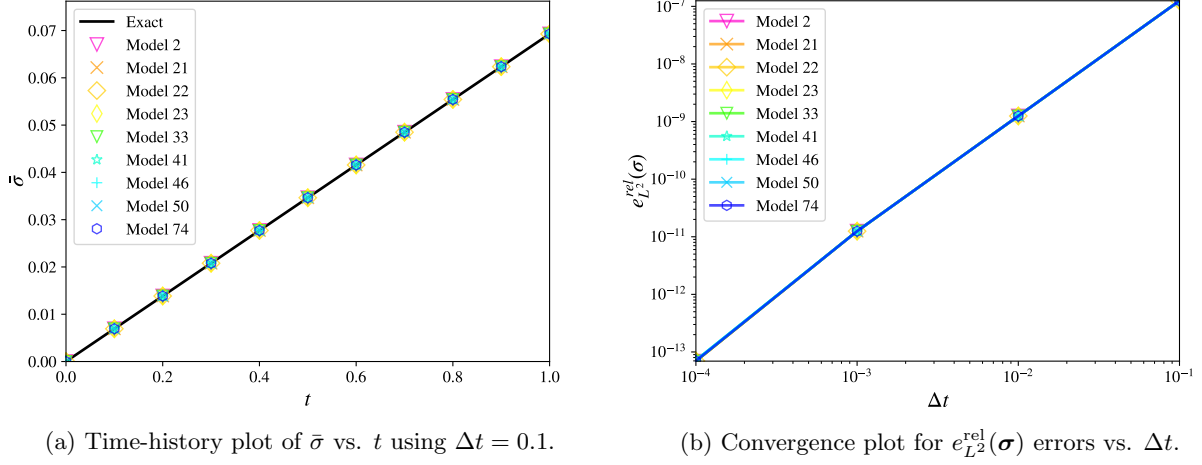 0.07
0.06
0.05
0.04
0.03
0.02
0.01
0.00
σ̄
Exact
Model 2
Model 21
Model 22
Model 23
Model 33
Model 41
Model 46
Model 50
Model 74
0.0 0.2 0.4 0.6 0.8 1.0
t
(a) Time-history plot of σ̄ vs. t using Δt = 0.1.
10⁻⁷
10⁻⁸
10⁻⁹
10⁻¹⁰
10⁻¹¹
10⁻¹²
10⁻¹³
e_{L²}^{rel}(σ)
Model 2
Model 21
Model 22
Model 23
Model 33
Model 41
Model 46
Model 50
Model 74
10⁻⁴ 10⁻³ 10⁻² 10⁻¹
Δt
(b) Convergence plot for e_{L²}^{rel}(σ) errors vs. Δt.